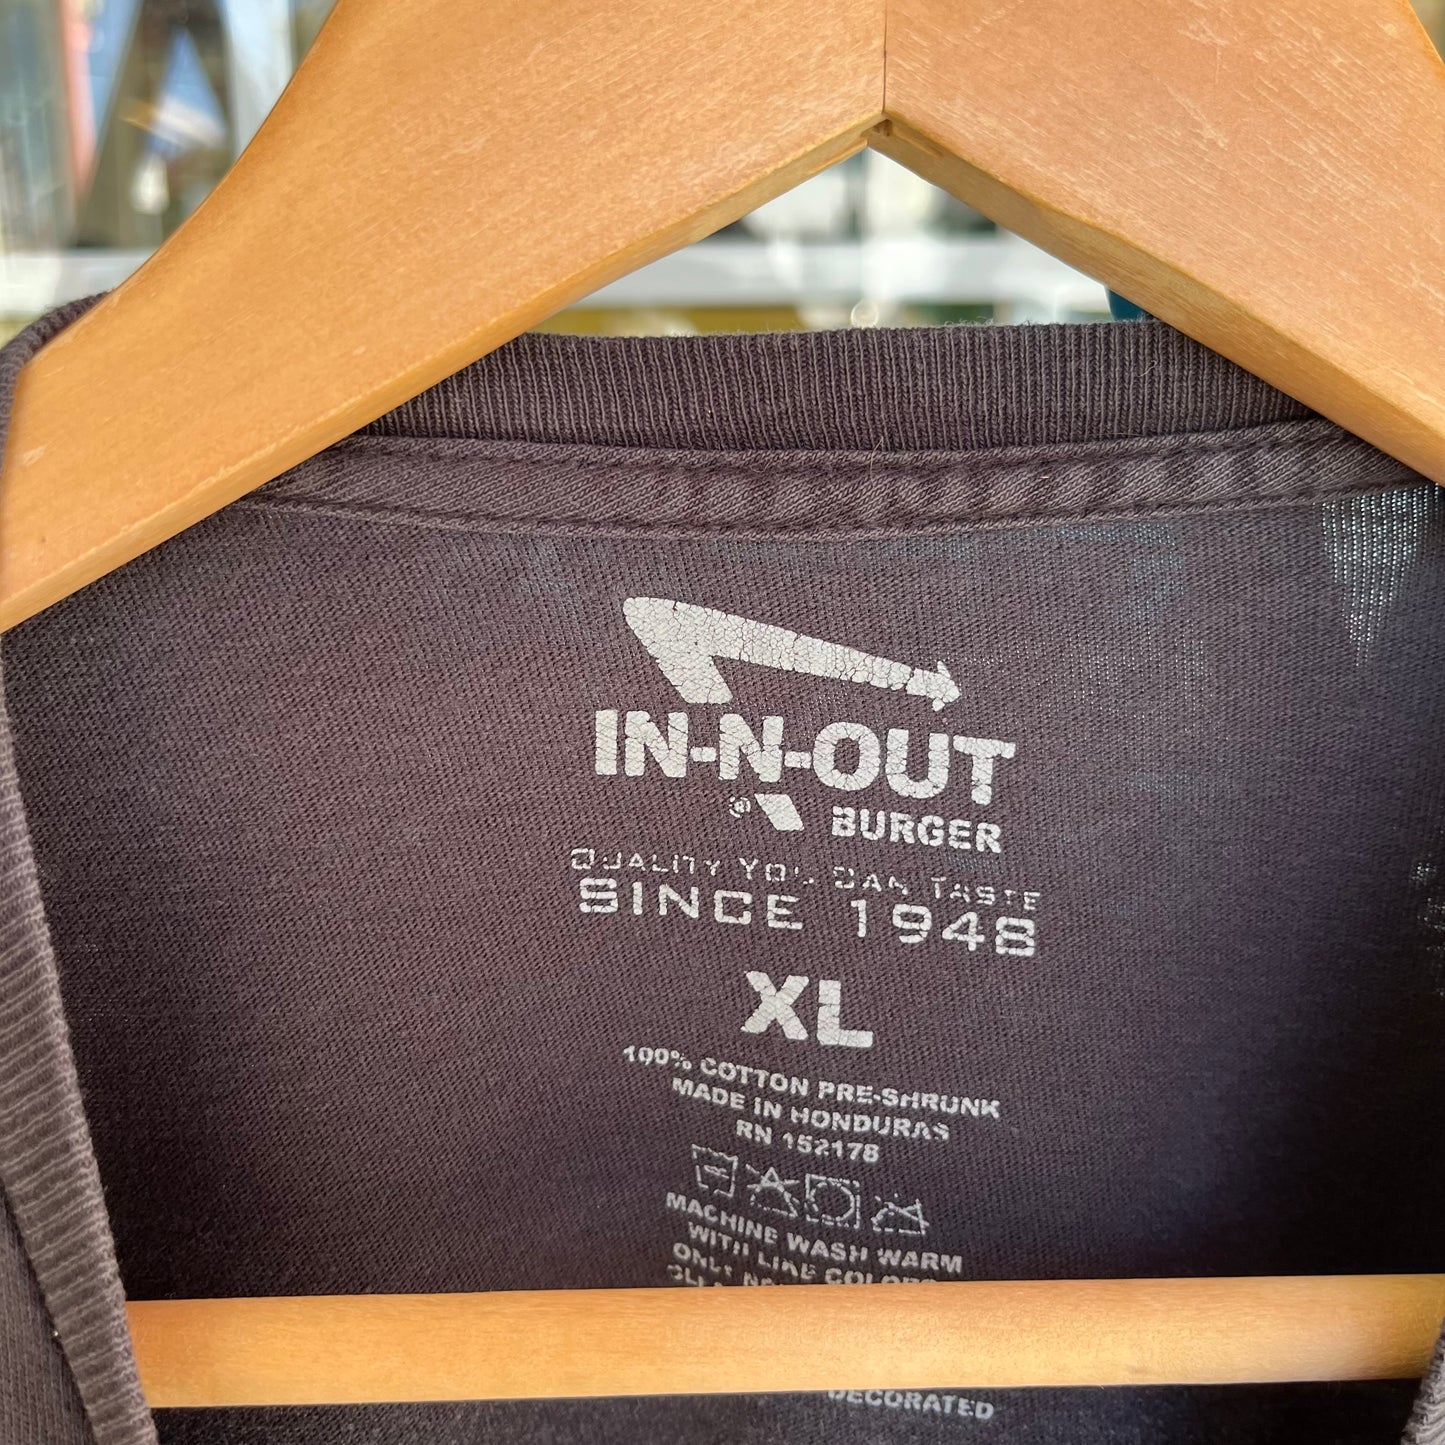 IN-N-OUT
® BURGER
QUALITY YOU CAN TASTE
SINCE 1948
XL
100% COTTON PRE-SHRUNK
MADE IN HONDURAS
RN 152178
MACHINE WASH WARM
WITH LIKE COLORS
ONLY
DECORATED